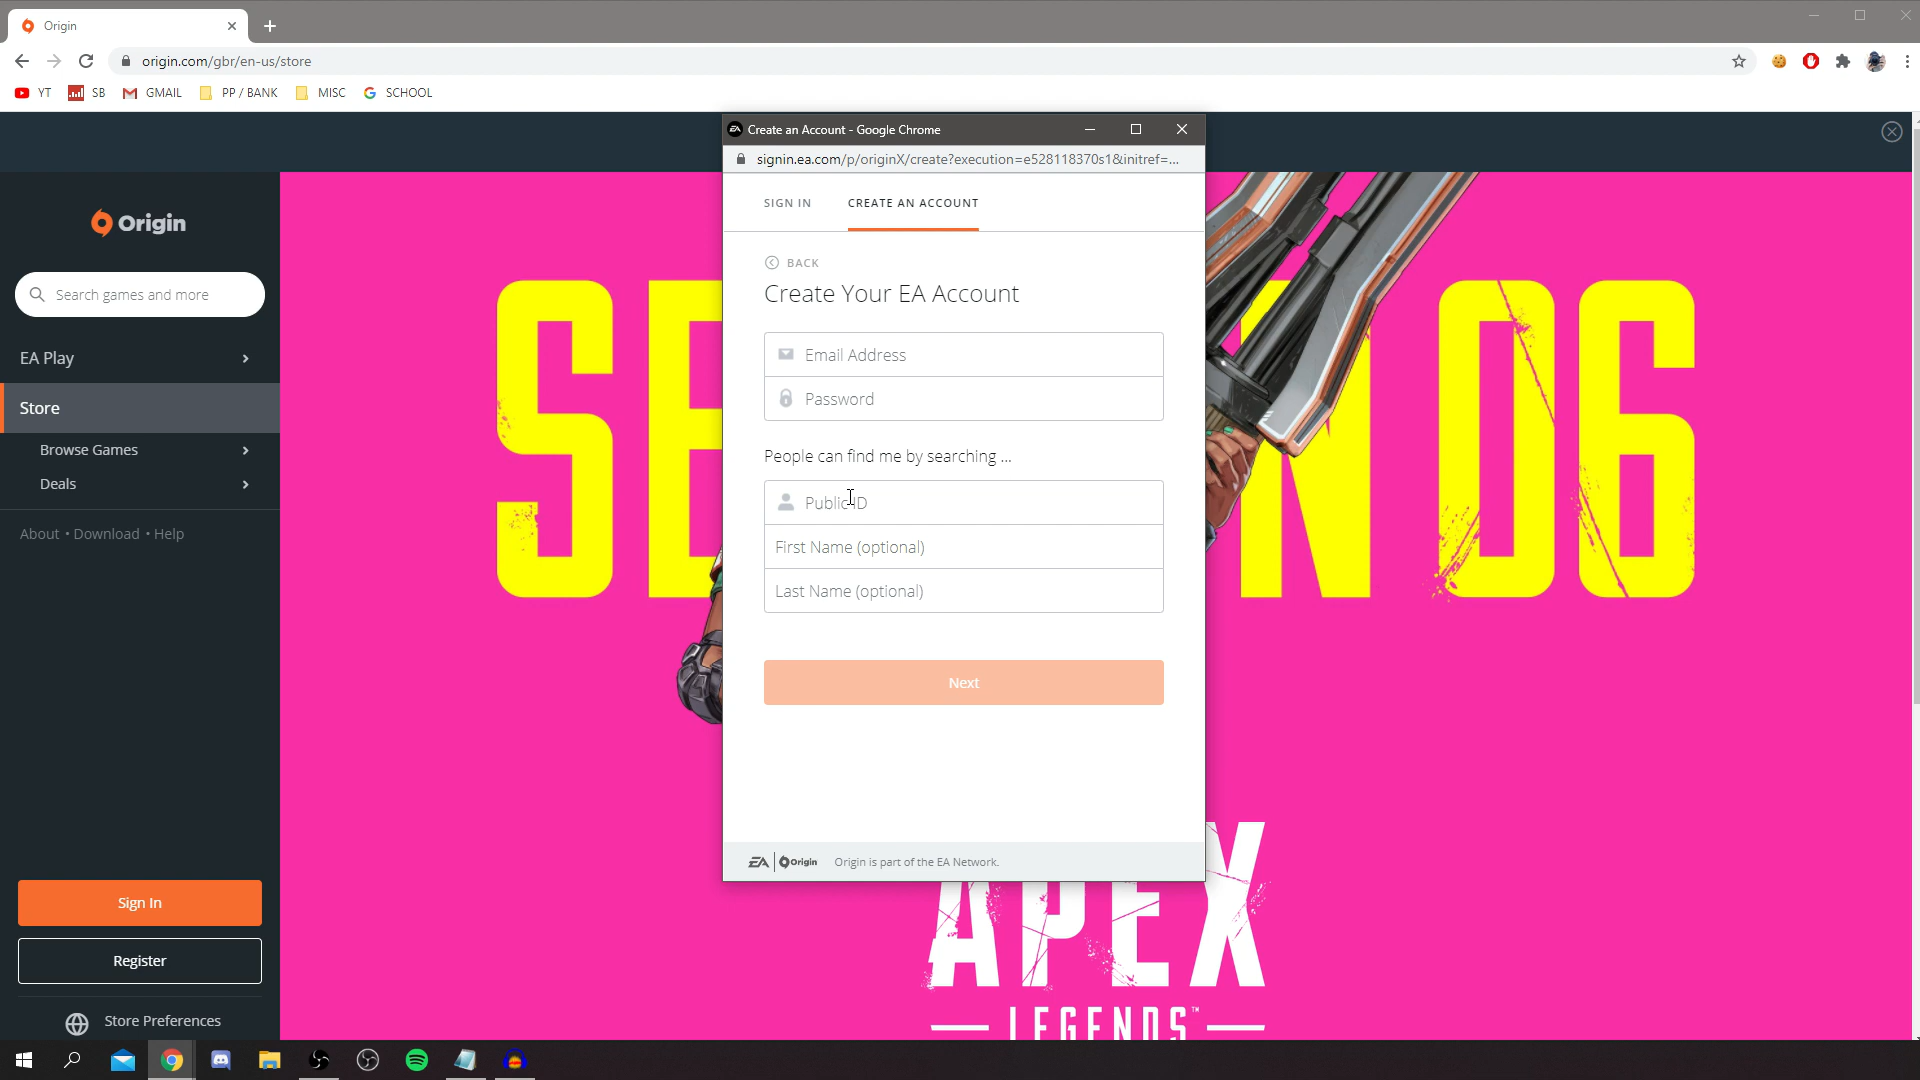 Origin
origin.com/gbr/en-us/store
YT SB GMAIL PP / BANK MISC SCHOOL
Create an Account - Google Chrome
signin.ea.com/p/originX/create?execution=e528118370s1&initref=...
SIGN IN CREATE AN ACCOUNT
BACK
Create Your EA Account
Email Address
Password
People can find me by searching ...
Public ID
First Name (optional)
Last Name (optional)
Next
EA Origin Origin is part of the EA Network.
Origin
Search games and more
EA Play
Store
Browse Games
Deals
About • Download • Help
Sign In
Register
Store Preferences
06
APEX
LEGENDS™